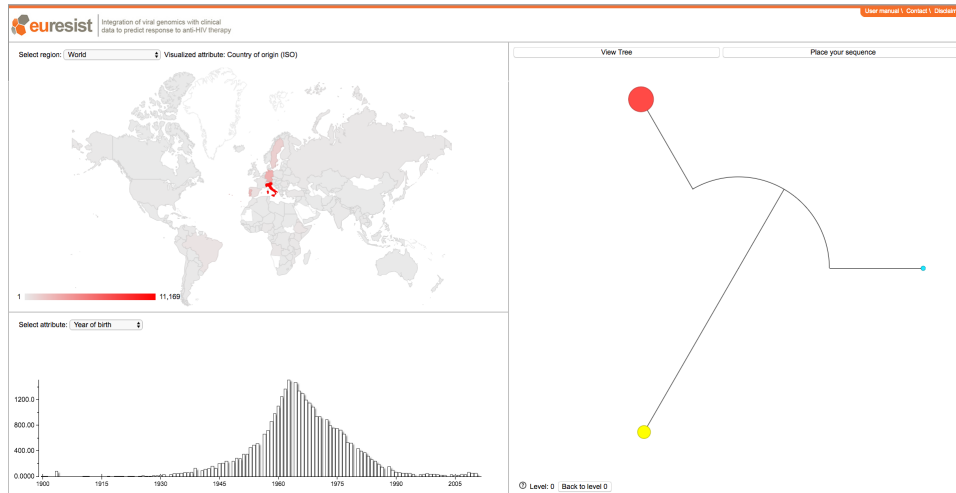 User manual \ Contact \ Disclaim
euresist
Integration of viral genomics with clinical
data to predict response to anti-HIV therapy
Select region: World
Visualized attribute: Country of origin (ISO)
View Tree
Place your sequence
1
11,169
Select attribute: Year of birth
1200.0
800.00
400.00
0.0000
1900 1915 1930 1945 1960 1975 1990 2005
? Level: 0 Back to level 0